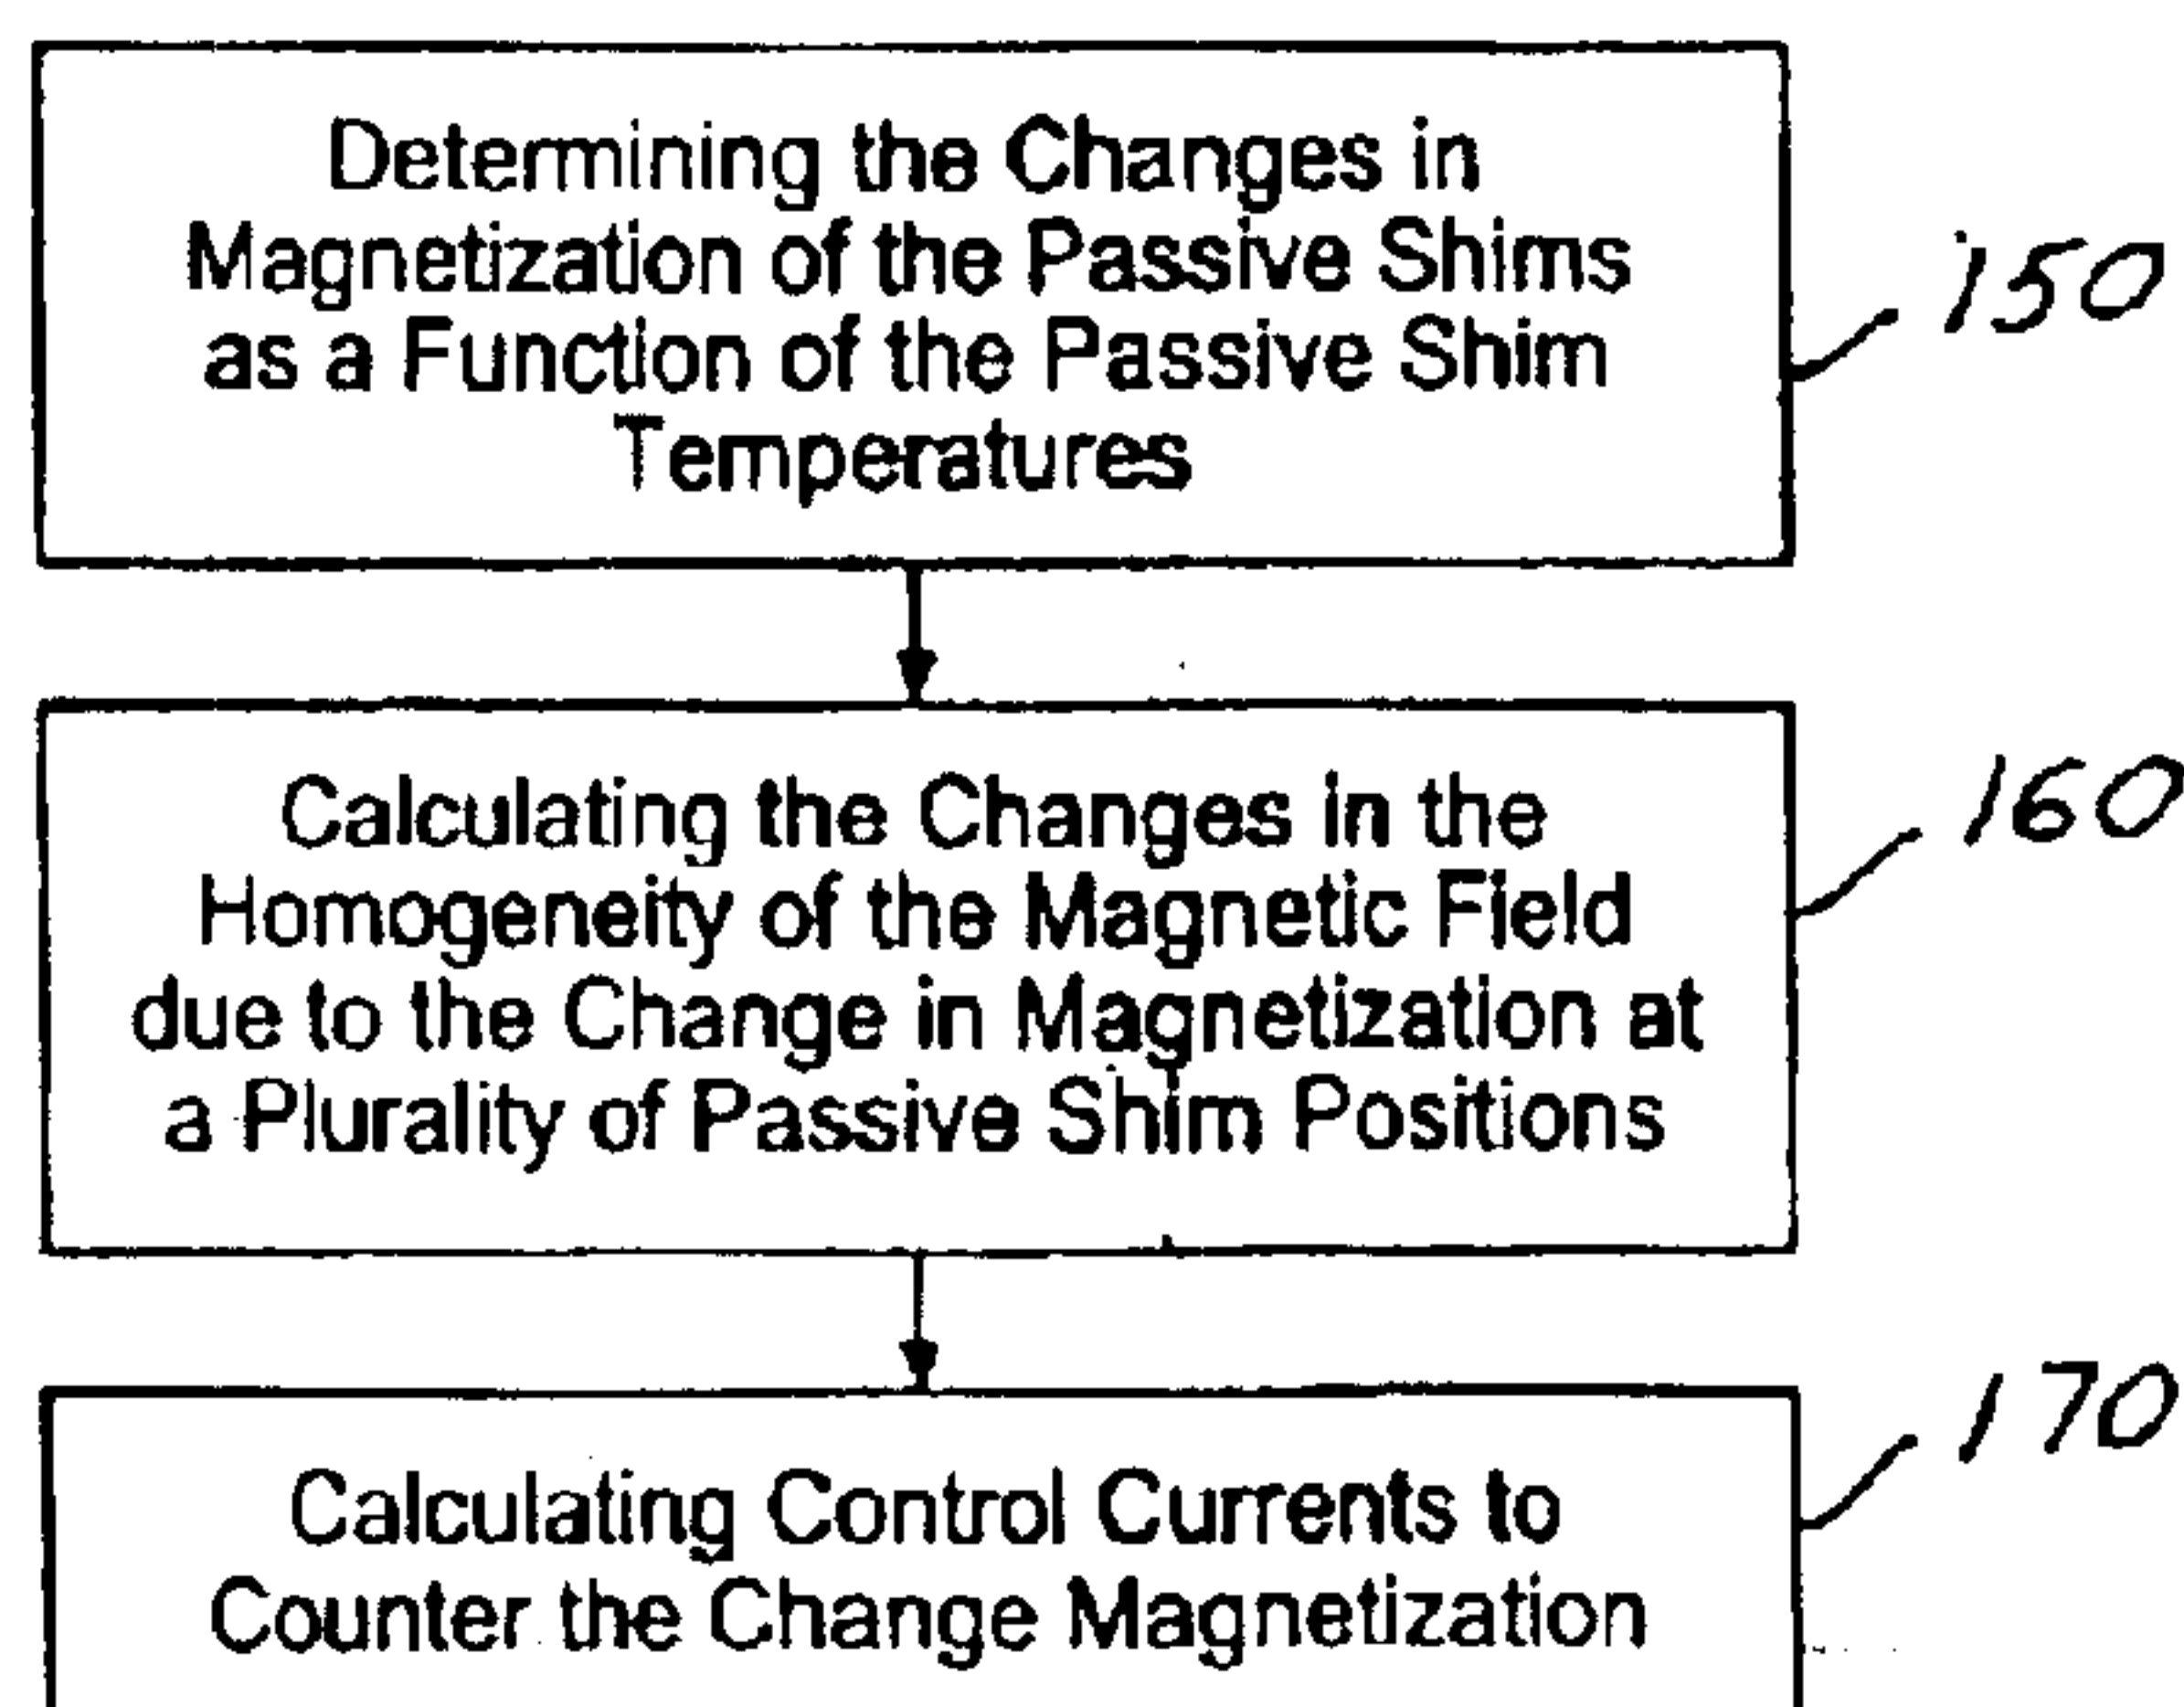 Determining the Changes in
Magnetization of the Passive Shims
as a Function of the Passive Shim
Temperatures
150
Calculating the Changes in the
Homogeneity of the Magnetic Field
due to the Change in Magnetization at
a Plurality of Passive Shim Positions
160
Calculating Control Currents to
Counter the Change Magnetization
170